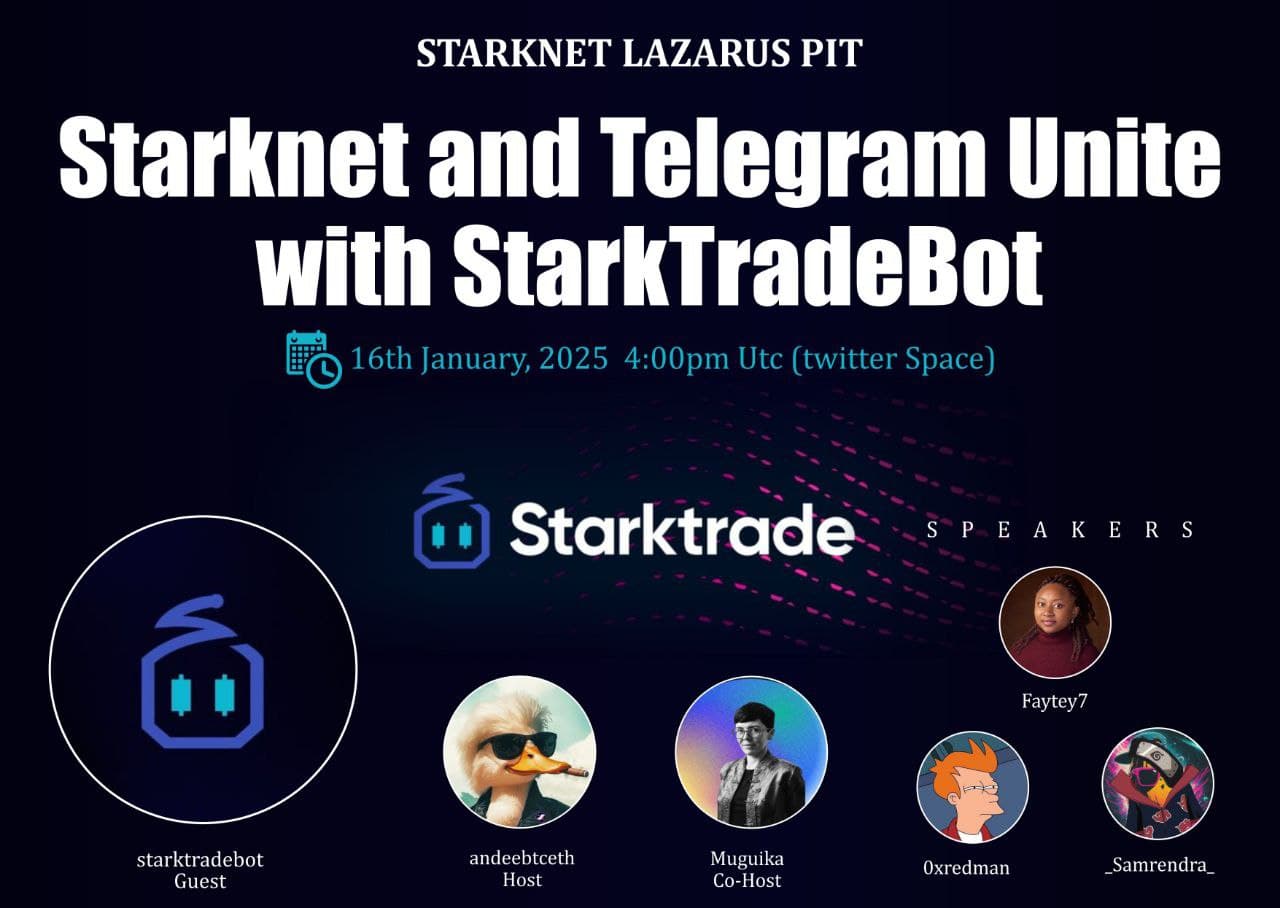 STARKNET LAZARUS PIT
Starknet and Telegram Unite
with StarkTradeBot
16th January, 2025 4:00pm Utc (twitter Space)
Starktrade
SPEAKERS
Faytey7
starktradebot
Guest
andeebtceth
Host
Muguika
Co-Host
0xredman
_Samrendra_